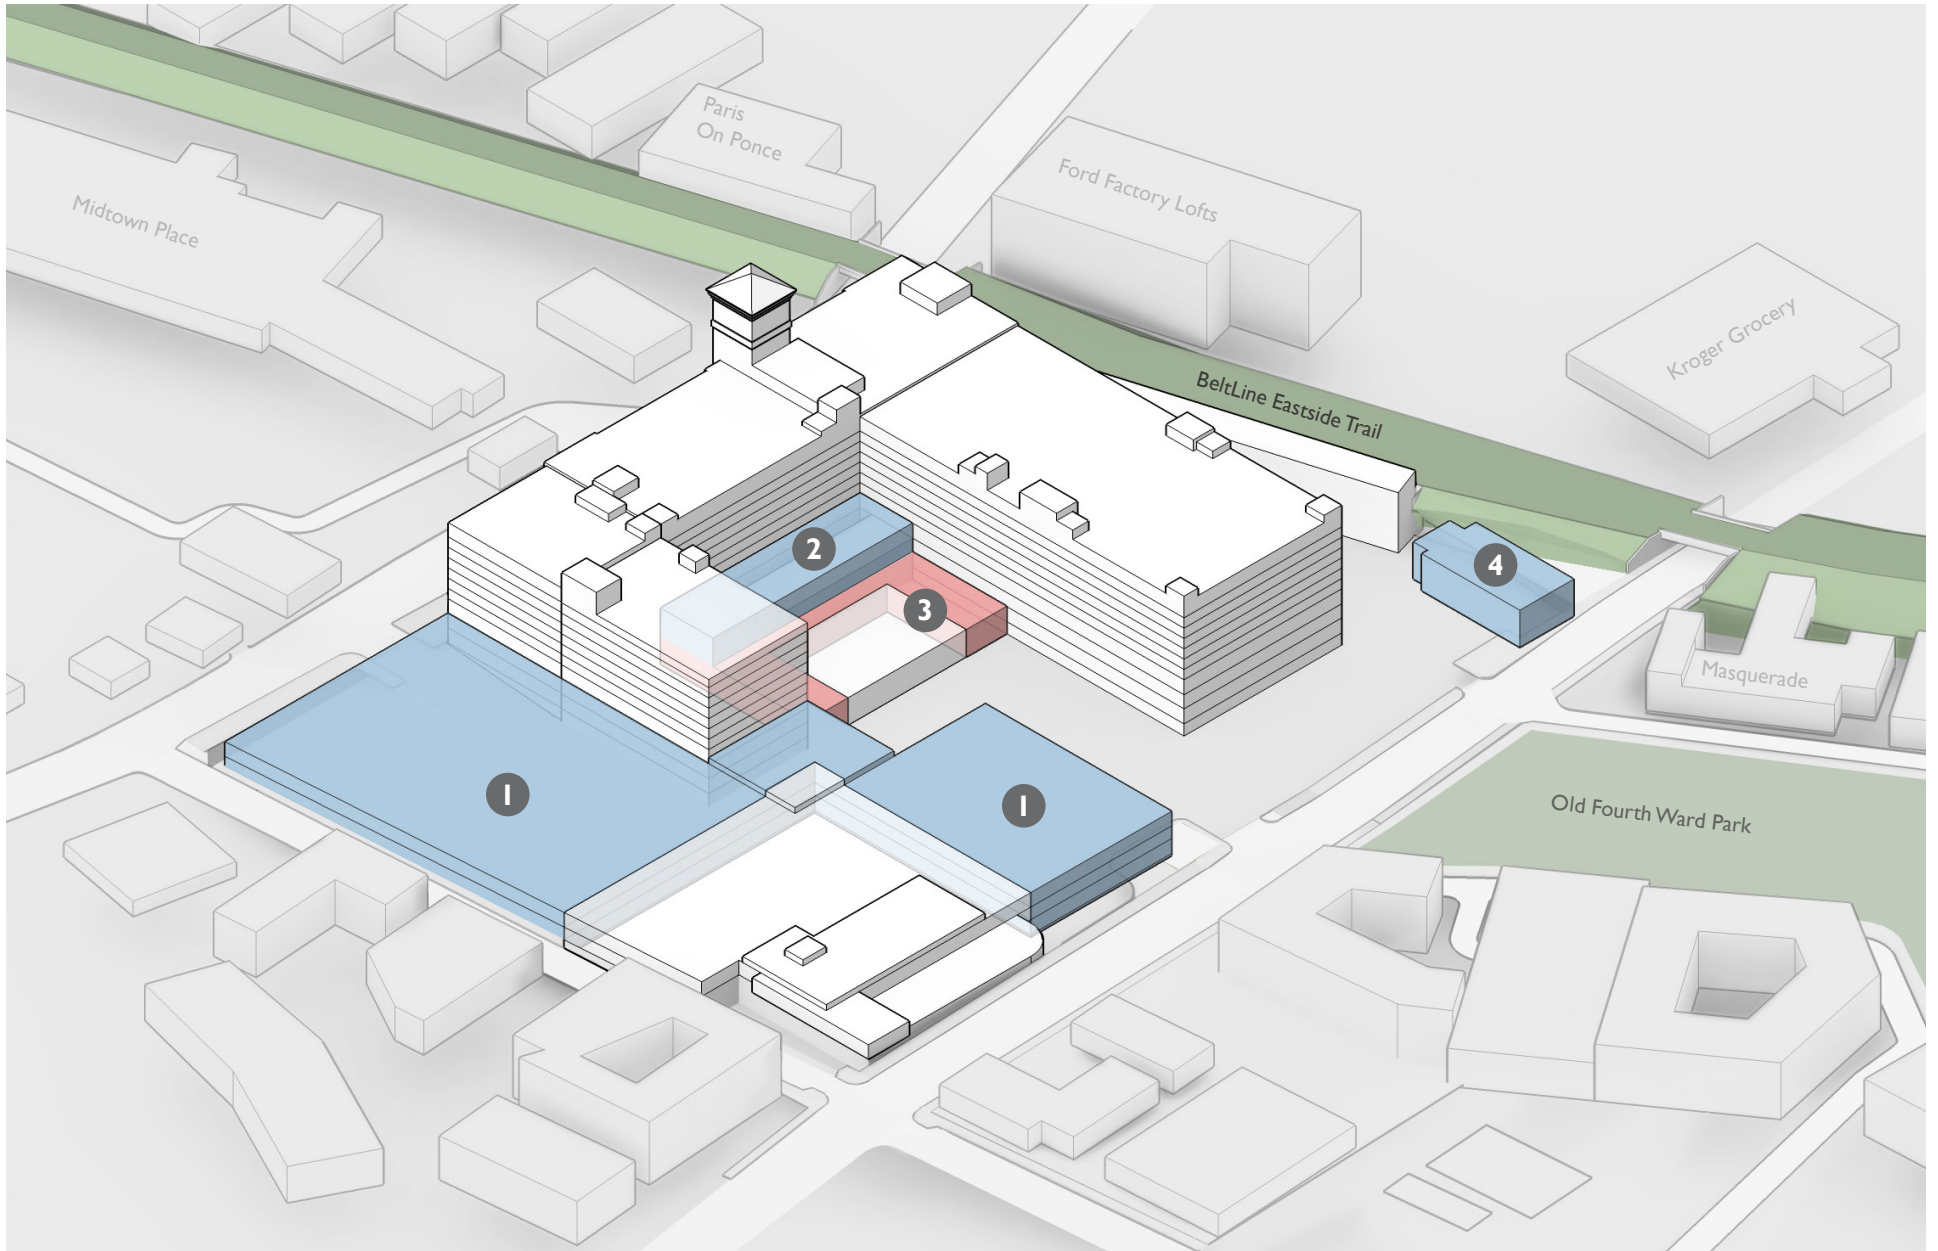 Paris
On Ponce
Ford Factory Lofts
Midtown Place
Kroger Grocery
BeltLine Eastside Trail
2
4
3
Masquerade
1
1
Old Fourth Ward Park